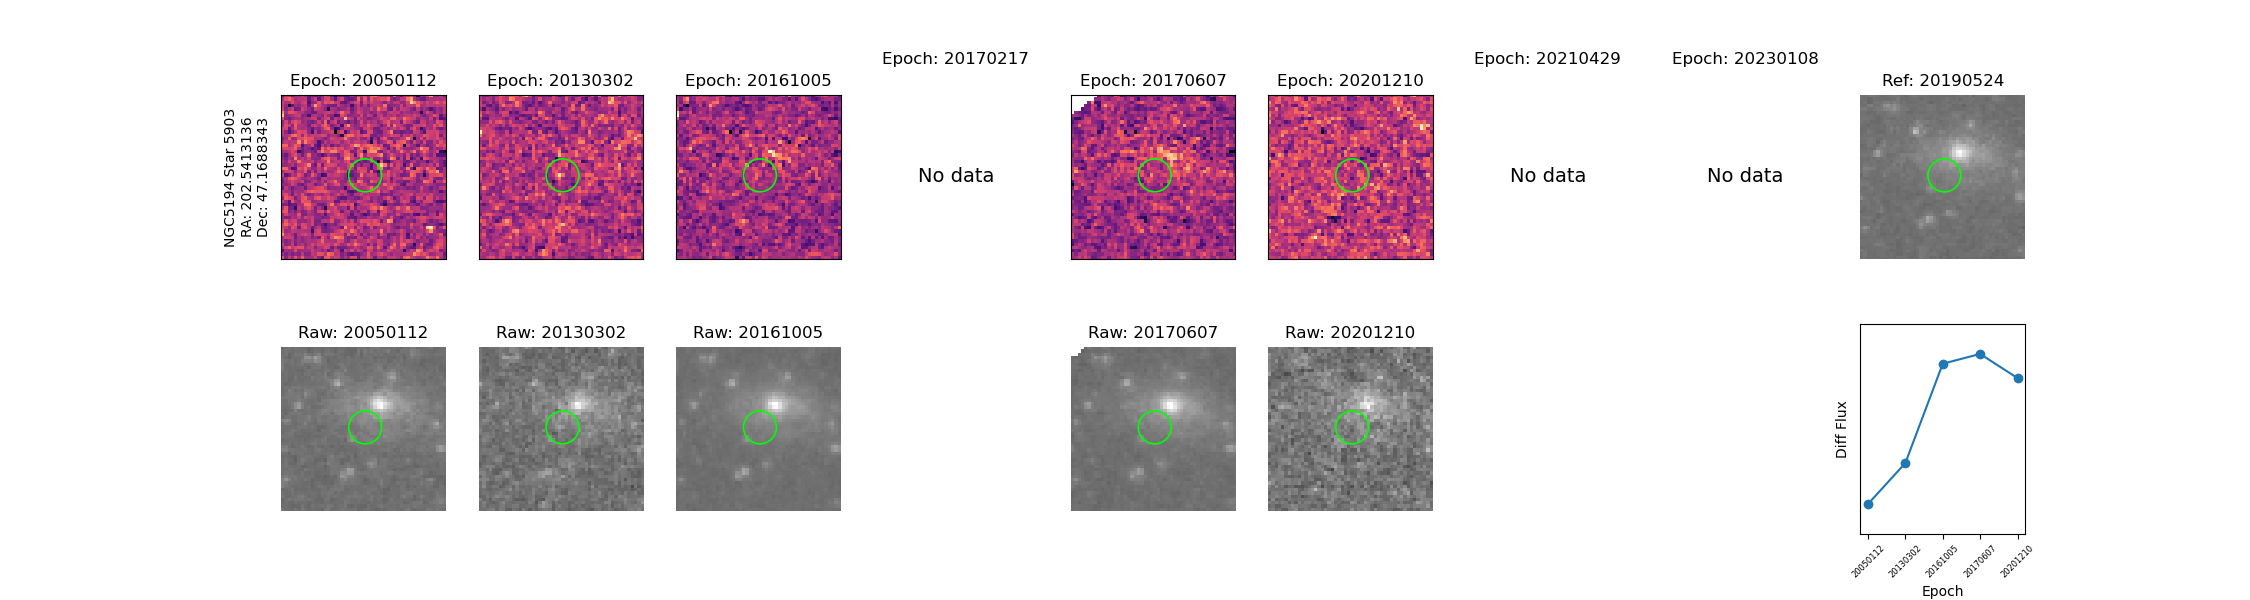 NGC5194 Star 5903
RA: 202.5413136
Dec: 47.1688343
Epoch: 20050112
Epoch: 20130302
Epoch: 20161005
Epoch: 20170217
No data
Epoch: 20170607
Epoch: 20201210
Epoch: 20210429
No data
Epoch: 20230108
No data
Ref: 20190524
Raw: 20050112
Raw: 20130302
Raw: 20161005
Raw: 20170607
Raw: 20201210
Diff Flux
20050112
20130302
20161005
20170607
20201210
Epoch